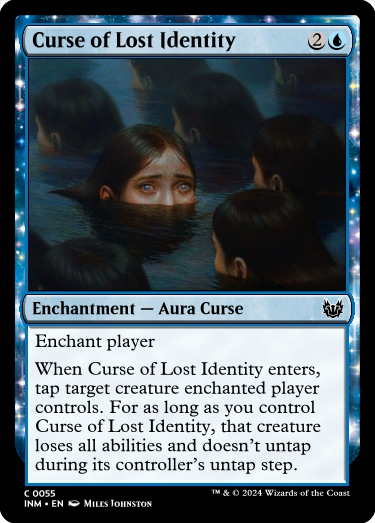 Curse of Lost Identity 2
Enchantment — Aura Curse
Enchant player
When Curse of Lost Identity enters,
tap target creature enchanted player
controls. For as long as you control
Curse of Lost Identity, that creature
loses all abilities and doesn't untap
during its controller's untap step.
C 0055
INM • EN Miles Johnston
™ & © 2024 Wizards of the Coast